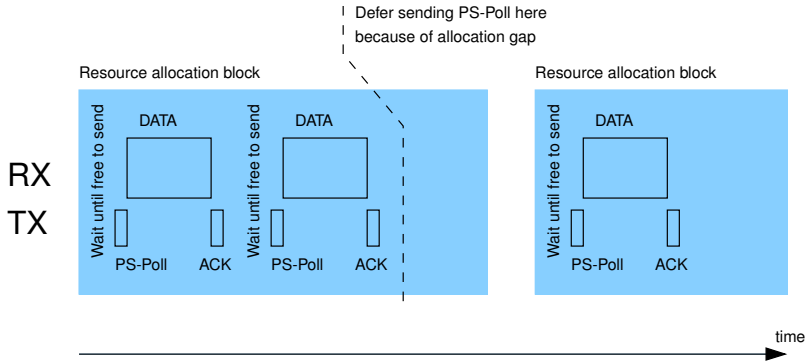 Defer sending PS-Poll here
because of allocation gap
Resource allocation block
Resource allocation block
Wait until free to send
DATA
Wait until free to send
DATA
Wait until free to send
DATA
RX
TX
PS-Poll
ACK
PS-Poll
ACK
PS-Poll
ACK
time